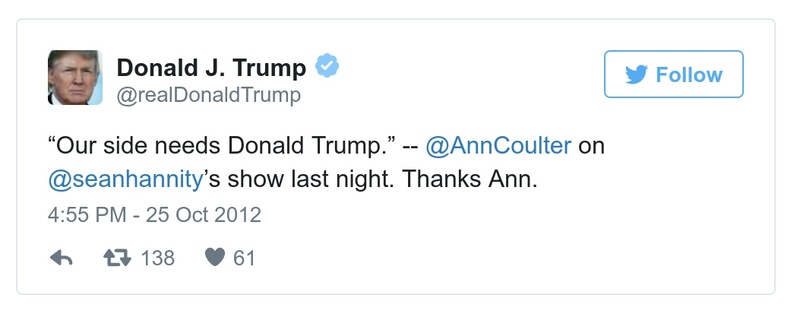 Donald J. Trump
@realDonaldTrump
Follow
“Our side needs Donald Trump.” -- @AnnCoulter on
@seanhannity’s show last night. Thanks Ann.
4:55 PM - 25 Oct 2012
138 61